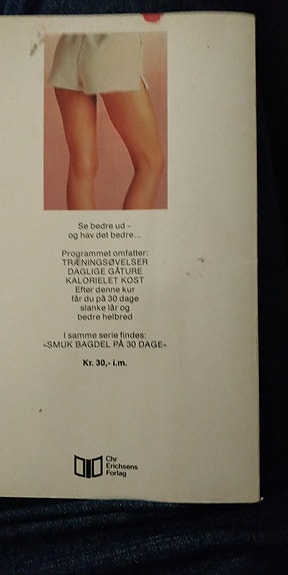 Se bedre ud –
og hav det bedre...
Programmet omfatter:
TRÆNINGSØVELSER
DAGLIGE GÅTURE
KALORIELET KOST
Efter denne kur
får du på 30 dage
slanke lår og
bedre helbred
I samme serie findes:
»SMUK BAGDEL PÅ 30 DAGE«
Kr. 30,- i.m.
Chr
Erichsens
Forlag